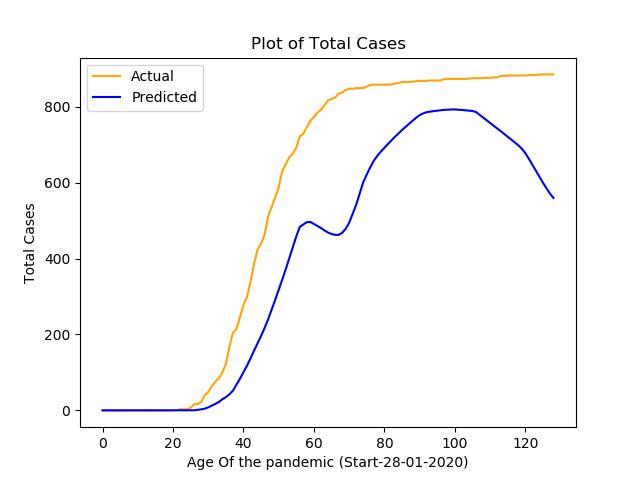 Plot of Total Cases
Actual
Predicted
800
600
400
200
0
Total Cases
0 20 40 60 80 100 120
Age Of the pandemic (Start-28-01-2020)